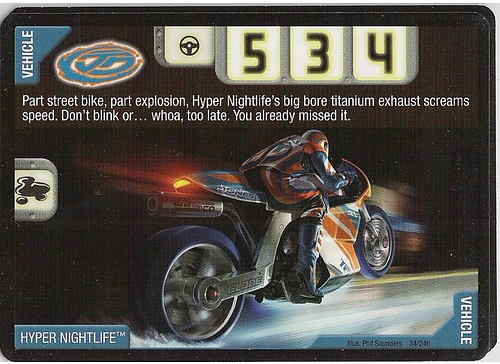 VEHICLE
5 3 4
Part street bike, part explosion, Hyper Nightlife's big bore titanium exhaust screams
speed. Don't blink or… whoa, too late. You already missed it.
HYPER NIGHTLIFE™
Illus. Phil Saunders 34/246
VEHICLE